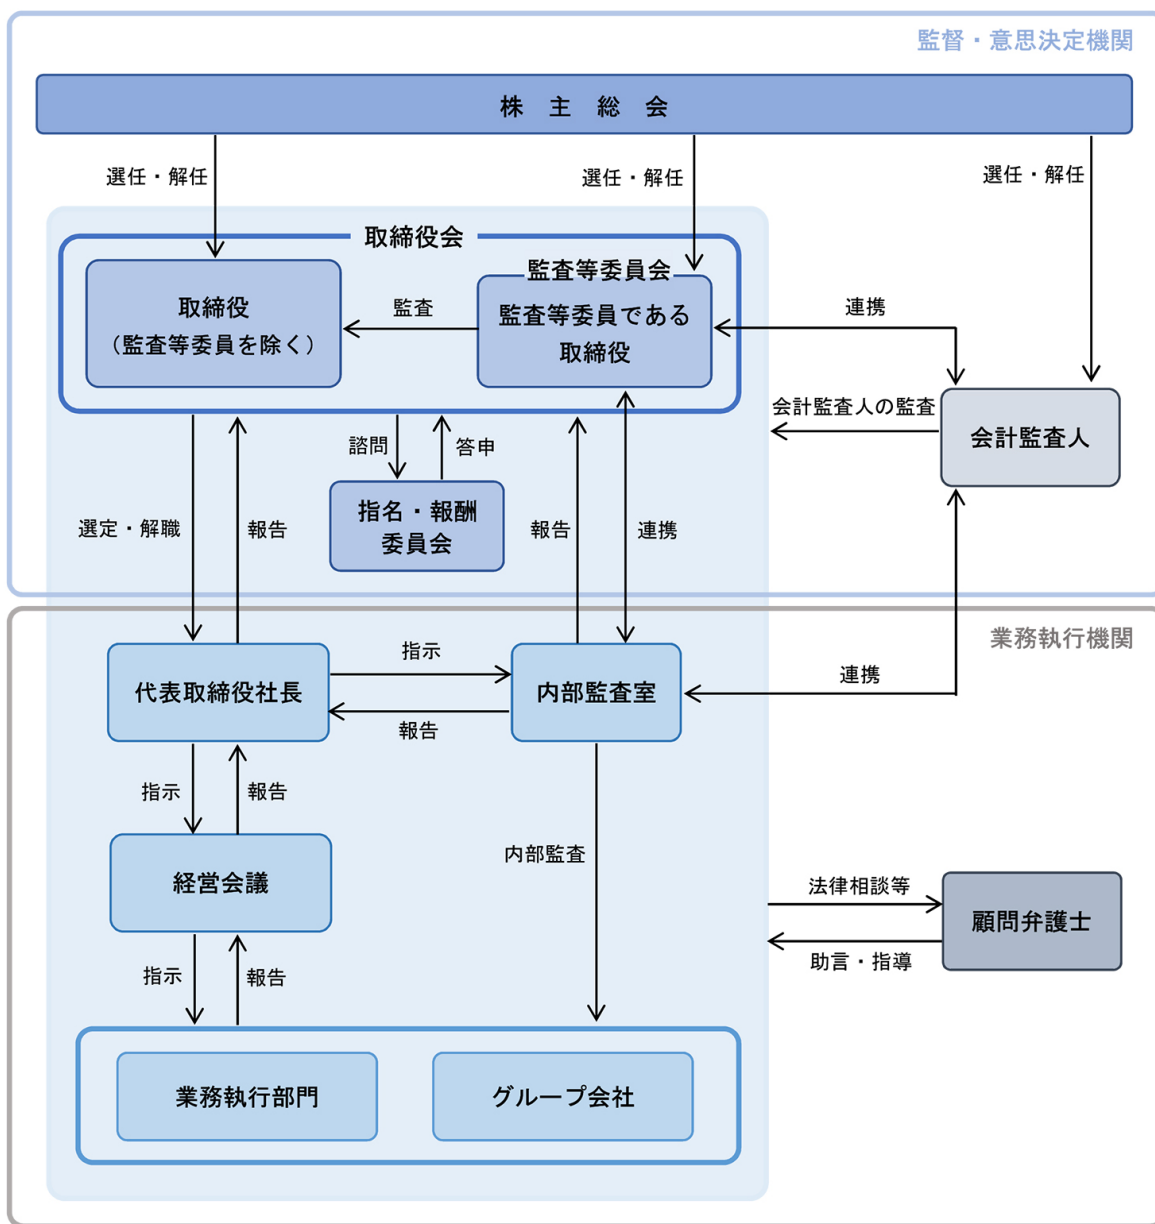 監督・意思決定機関
株 主 総 会
選任・解任
選任・解任
選任・解任
取締役会
監査等委員会
取締役
（監査等委員を除く）
監査
監査等委員である
取締役
連携
会計監査人の監査
会計監査人
諮問
答申
指名・報酬
委員会
選定・解職
報告
報告
連携
業務執行機関
代表取締役社長
指示
報告
内部監査室
連携
指示
報告
経営会議
内部監査
法律相談等
顧問弁護士
助言・指導
指示
報告
業務執行部門
グループ会社